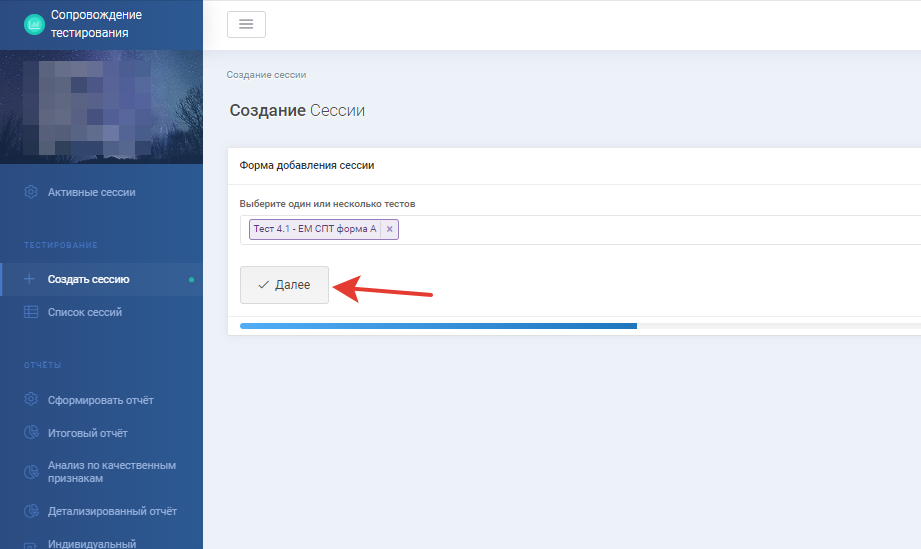 Сопровождение
тестирования
Создание сессии
Создание Сессии
Форма добавления сессии
Выберите один или несколько тестов
Тест 4.1 - ЕМ СПТ форма А ×
Далее
Активные сессии
ТЕСТИРОВАНИЕ
Создать сессию
Список сессий
ОТЧЁТЫ
Сформировать отчёт
Итоговый отчёт
Анализ по качественным
признакам
Детализированный отчёт
Индивидуальный